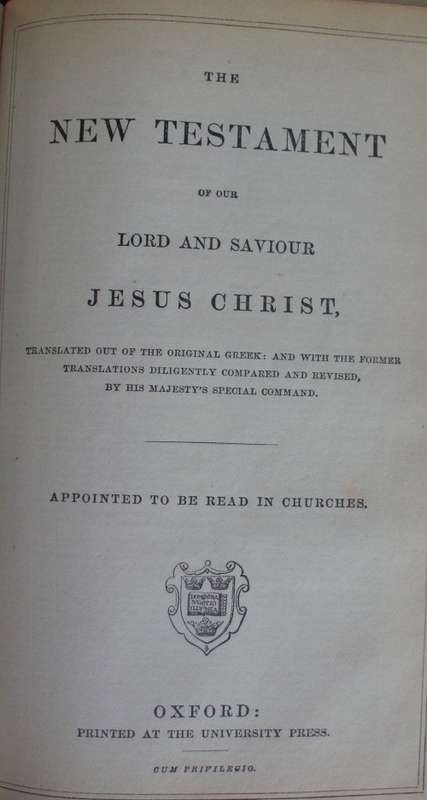 THE
NEW TESTAMENT
OF OUR
LORD AND SAVIOUR
JESUS CHRIST,
TRANSLATED OUT OF THE ORIGINAL GREEK: AND WITH THE FORMER
TRANSLATIONS DILIGENTLY COMPARED AND REVISED,
BY HIS MAJESTY'S SPECIAL COMMAND.
APPOINTED TO BE READ IN CHURCHES.
OXFORD:
PRINTED AT THE UNIVERSITY PRESS.
CUM PRIVILEGIO.